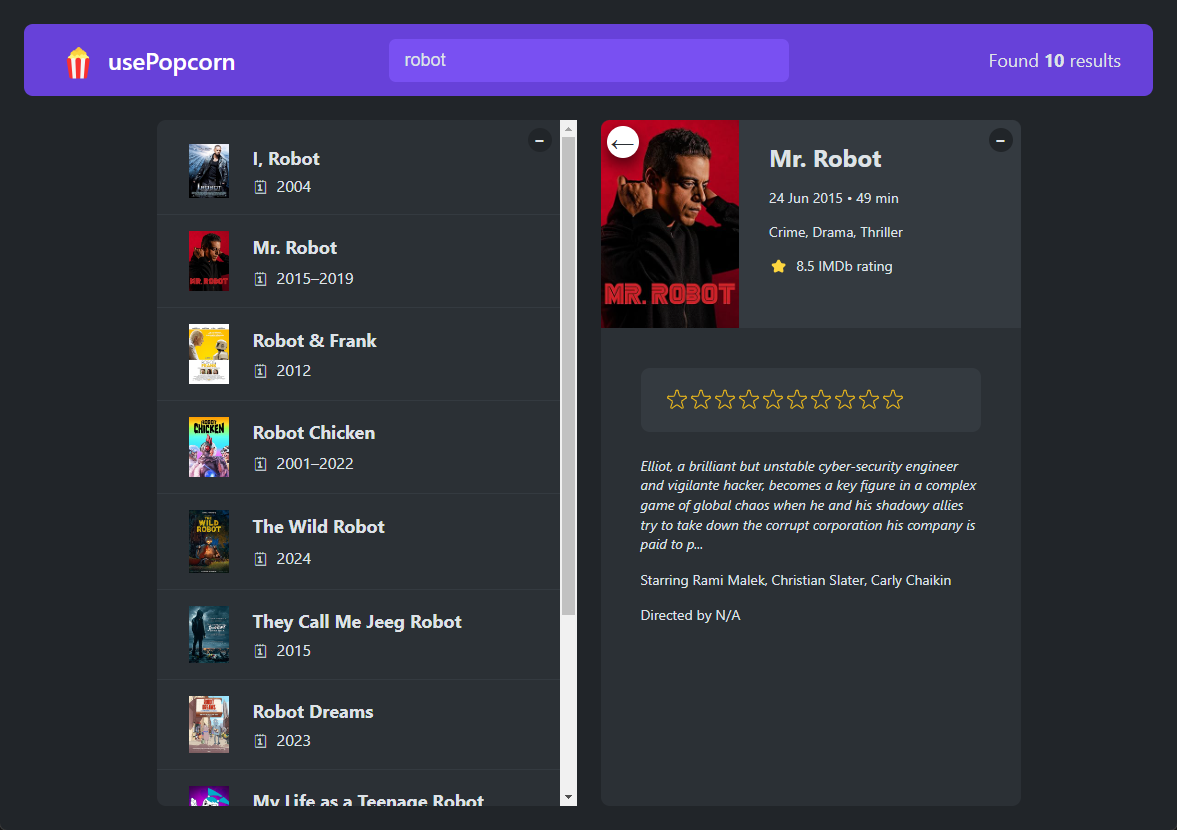 usePopcorn
robot
Found 10 results
I, Robot
2004
Mr. Robot
2015–2019
Robot & Frank
2012
Robot Chicken
2001–2022
The Wild Robot
2024
They Call Me Jeeg Robot
2015
Robot Dreams
2023
My Life as a Teenage Robot
MR. ROBOT
Mr. Robot
24 Jun 2015 • 49 min
Crime, Drama, Thriller
8.5 IMDb rating
Elliot, a brilliant but unstable cyber-security engineer
and vigilante hacker, becomes a key figure in a complex
game of global chaos when he and his shadowy allies
try to take down the corrupt corporation his company is
paid to p...
Starring Rami Malek, Christian Slater, Carly Chaikin
Directed by N/A